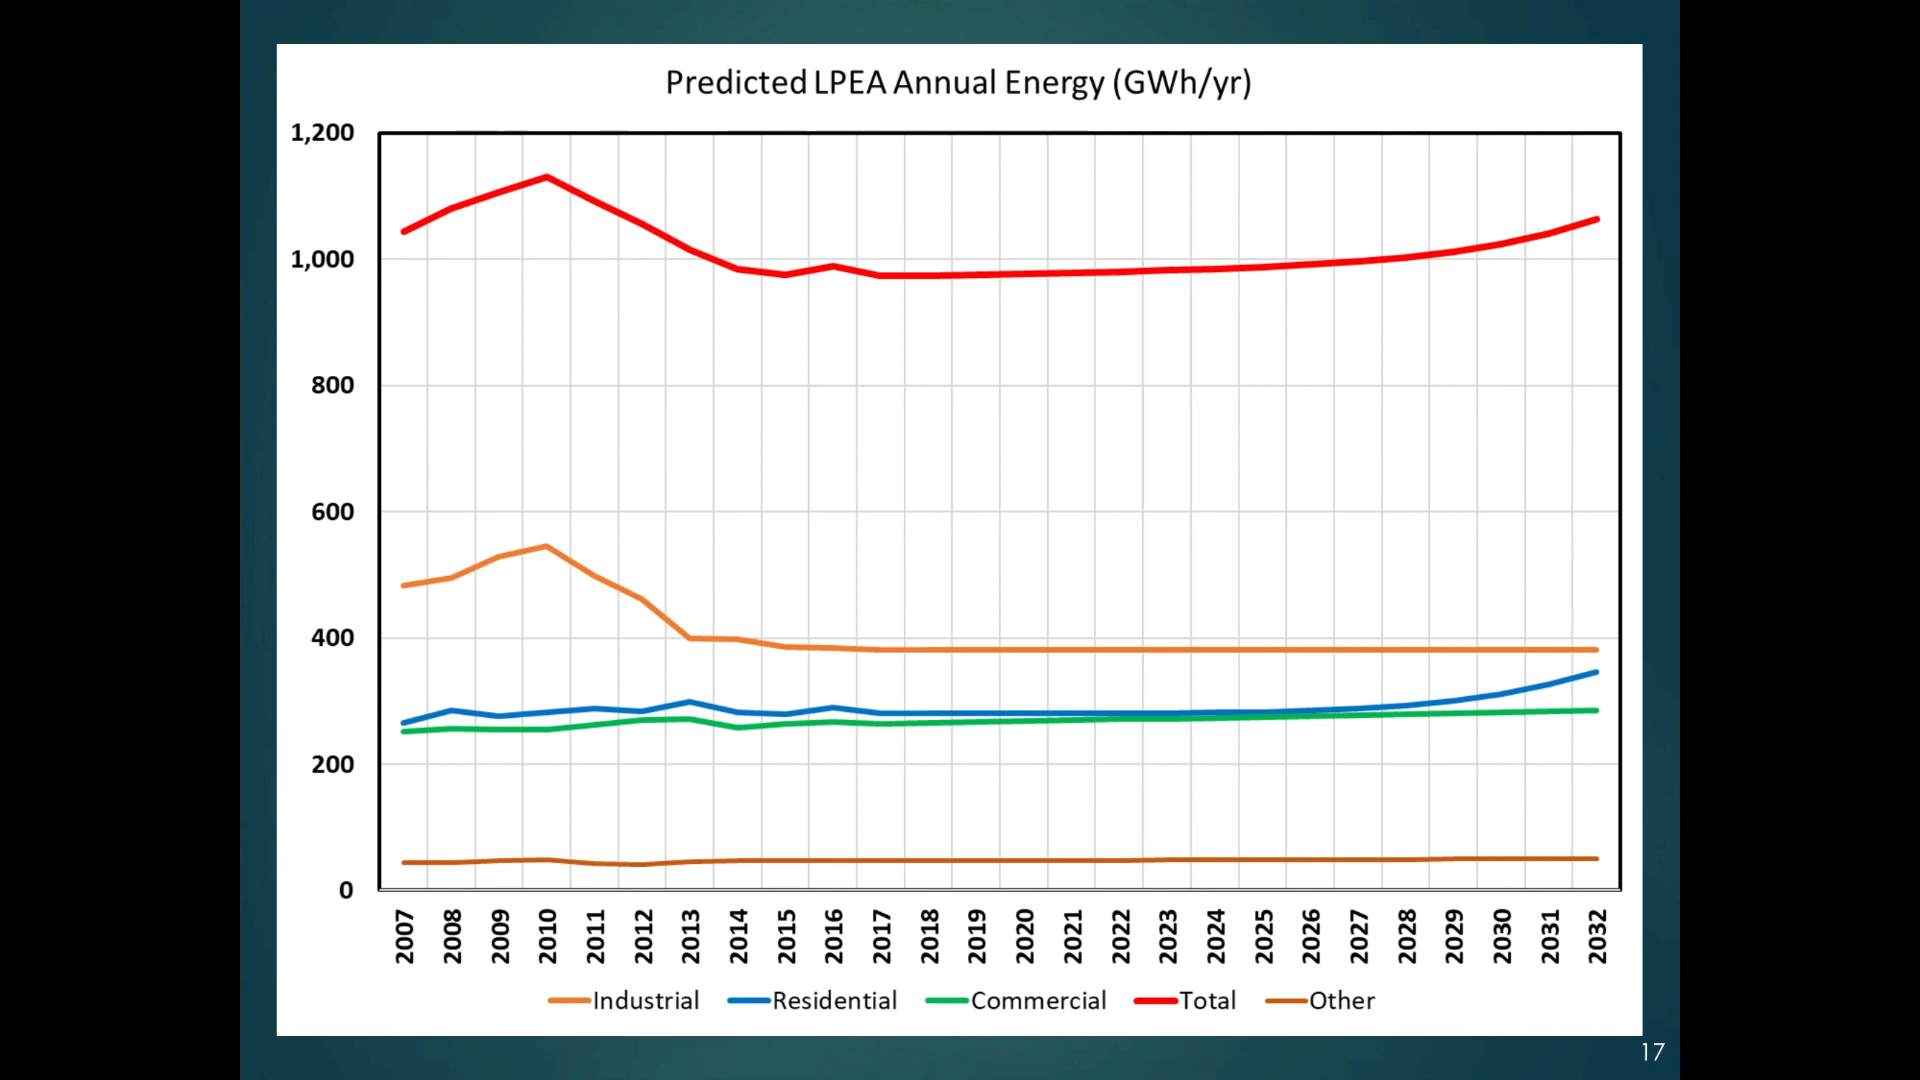 Predicted LPEA Annual Energy (GWh/yr)
1,200
1,000
800
600
400
200
0
2007 2008 2009 2010 2011 2012 2013 2014 2015 2016 2017 2018 2019 2020 2021 2022 2023 2024 2025 2026 2027 2028 2029 2030 2031 2032
Industrial Residential Commercial Total Other
17